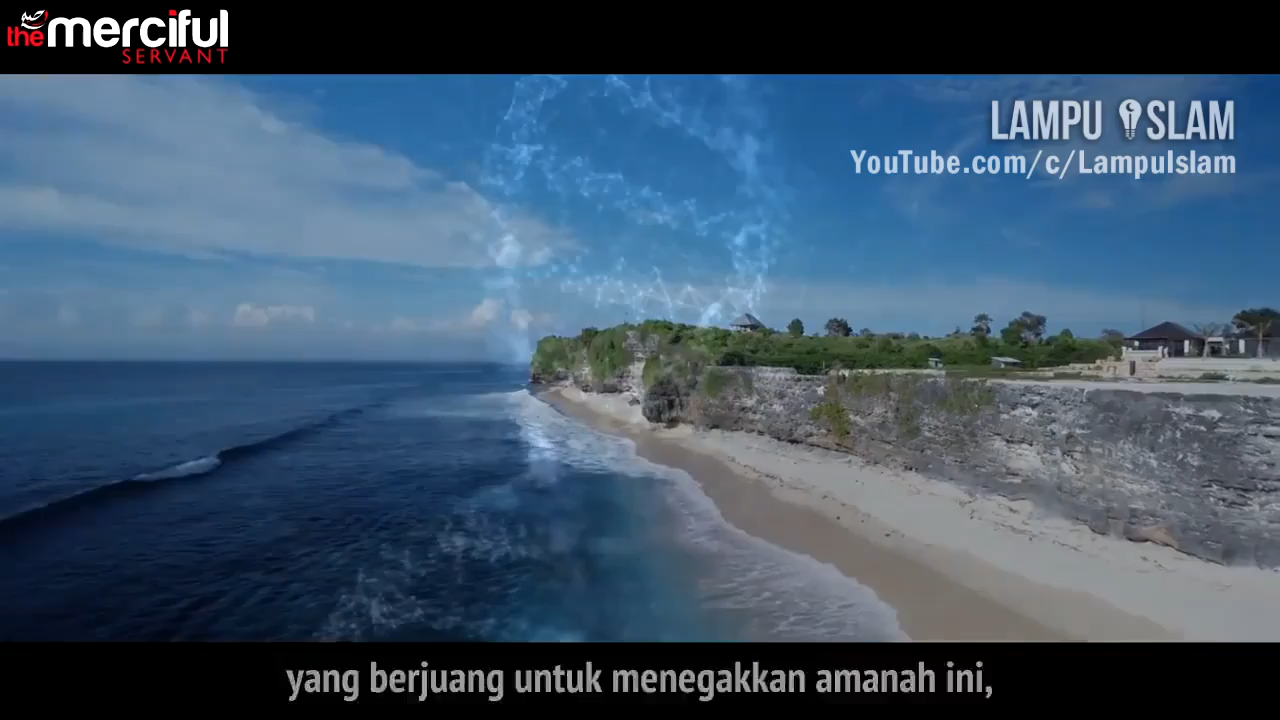 the merciful
SERVANT
LAMPU ISLAM
YouTube.com/c/LampuIslam
yang berjuang untuk menegakkan amanah ini,